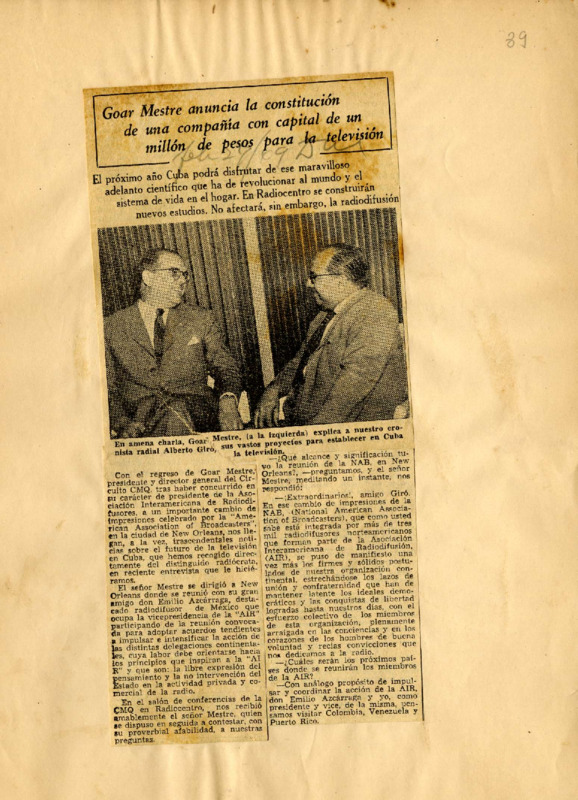 39
Goar Mestre anuncia la constitución
de una compañía con capital de un
millón de pesos para la televisión
El próximo año Cuba podrá disfrutar de ese maravilloso
adelanto científico que ha de revolucionar al mundo y el
sistema de vida en el hogar. En Radiocentro se construirán
nuevos estudios. No afectará, sin embargo, la radiodifusión
En amena charla, Goar Mestre, (a la izquierda) explica a nuestro cro-
nista radial Alberto Giró, sus vastos proyectos para establecer en Cuba
la televisión.
Con el regreso de Goar Mestre,
presidente y director general del Cir-
cuito CMQ, tras haber concurrido en
su carácter de presidente de la Aso-
ciación Interamericana de Radiodi-
fusores, a un importante cambio de
impresiones celebrado por la "Ame-
rican Association of Broadcasters",
en la ciudad de New Orleans, nos lle-
gan, a la vez, trascendentales noti-
cias sobre el futuro de la televisión
en Cuba, que hemos recogido direc-
tamente del distinguido radiócrata,
en reciente entrevista que le hicié-
ramos.
El señor Mestre se dirigió a New
Orleans donde se reunió con su gran
amigo don Emilio Azcárraga, desta-
cado radiodifusor de México que
ocupa la vicepresidencia de la "AIR"
participando de la reunión convoca-
da para adoptar acuerdos tendentes
a impulsar e intensificar la acción de
las distintas delegaciones continenta-
les, cuya labor debe orientarse hacia
los principios que inspiran a la "AI
R" y que son: la libre expresión del
pensamiento y la no intervención del
Estado en la actividad privada y co-
mercial de la radio.
En el salón de conferencias de la
CMQ en Radiocentro, nos recibió
amablemente el señor Mestre, quien
se dispuso en seguida a contestar, con
su proverbial afabilidad, a nuestras
preguntas.
—¿Qué alcance y significación tu-
vo la reunión de la NAB, en New
Orleans?, —preguntamos, y el señor
Mestre, meditando un instante, nos
respondió:
—¡Extraordinarios!, amigo Giró.
En ese cambio de impresiones de la
NAB, (National American Associa-
tion of Broadcasters), que como usted
sabe está integrada por más de tres
mil radiodifusores norteamericanos
que forman parte de la Asociación
Interamericana de Radiodifusión,
(AIR), se puso de manifiesto una
vez más los firmes y sólidos postu-
lados de nuestra organización con-
tinental, estrechándose los lazos de
unión y confraternidad que han de
mantener latente los ideales demo-
cráticos y las conquistas de libertad
logradas hasta nuestros días, con el
esfuerzo colectivo de los miembros
de esta organización, plenamente
arraigada en las conciencias y en los
corazones de los hombres de buena
voluntad y recias convicciones que
nos dedicamos a la radio.
—¿Cuáles serán los próximos paí-
ses donde se reunirán los miembros
de la AIR?
—Con análogo propósito de impul-
sar y coordinar la acción de la AIR,
don Emilio Azcárraga y yo, como
presidente y vice, de la misma, pen-
samos visitar Colombia, Venezuela y
Puerto Rico.